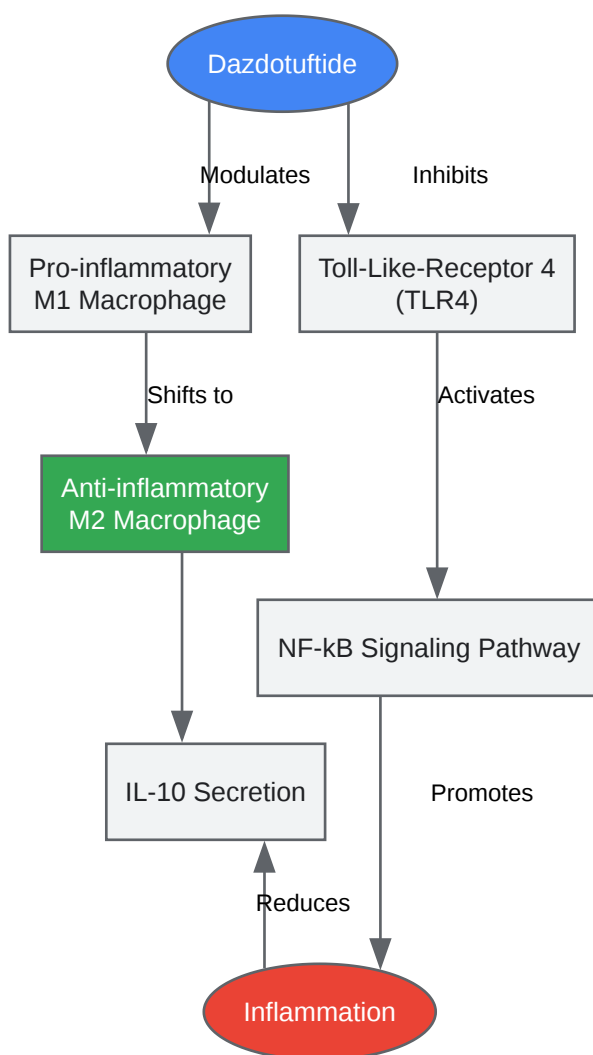 Dazdotuftide
Modulates
Inhibits
Pro-inflammatory
M1 Macrophage
Toll-Like-Receptor 4
(TLR4)
Shifts to
Activates
Anti-inflammatory
M2 Macrophage
NF-kB Signaling Pathway
IL-10 Secretion
Promotes
Reduces
Inflammation